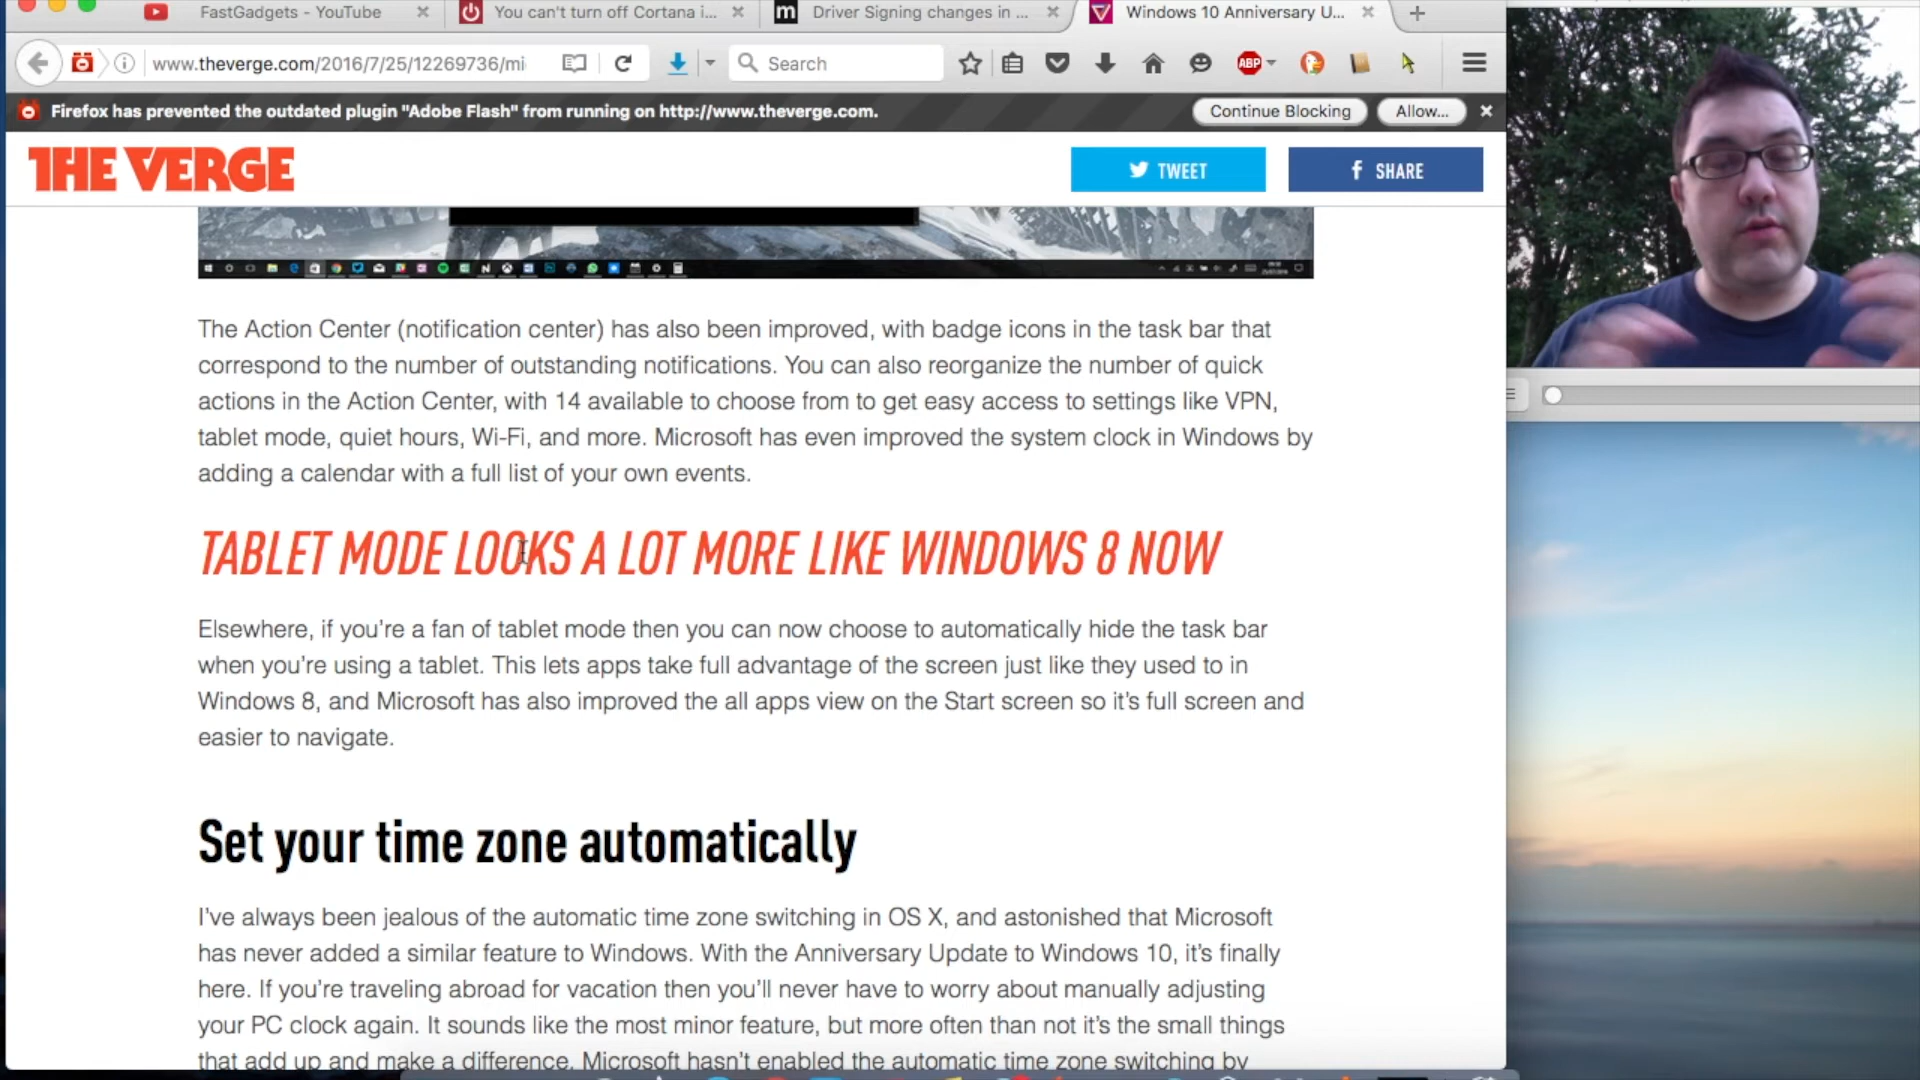 FastGadgets - YouTube
You can't turn off Cortana i...
Driver Signing changes in ...
Windows 10 Anniversary U...
www.theverge.com/2016/7/25/12269736/mi
Search
ABP
Firefox has prevented the outdated plugin "Adobe Flash" from running on http://www.theverge.com.
Continue Blocking
Allow...
THE VERGE
TWEET
SHARE
The Action Center (notification center) has also been improved, with badge icons in the task bar that
correspond to the number of outstanding notifications. You can also reorganize the number of quick
actions in the Action Center, with 14 available to choose from to get easy access to settings like VPN,
tablet mode, quiet hours, Wi-Fi, and more. Microsoft has even improved the system clock in Windows by
adding a calendar with a full list of your own events.
TABLET MODE LOOKS A LOT MORE LIKE WINDOWS 8 NOW
Elsewhere, if you’re a fan of tablet mode then you can now choose to automatically hide the task bar
when you’re using a tablet. This lets apps take full advantage of the screen just like they used to in
Windows 8, and Microsoft has also improved the all apps view on the Start screen so it’s full screen and
easier to navigate.
Set your time zone automatically
I’ve always been jealous of the automatic time zone switching in OS X, and astonished that Microsoft
has never added a similar feature to Windows. With the Anniversary Update to Windows 10, it’s finally
here. If you’re traveling abroad for vacation then you’ll never have to worry about manually adjusting
your PC clock again. It sounds like the most minor feature, but more often than not it’s the small things
that add up and make a difference. Microsoft hasn’t enabled the automatic time zone switching by